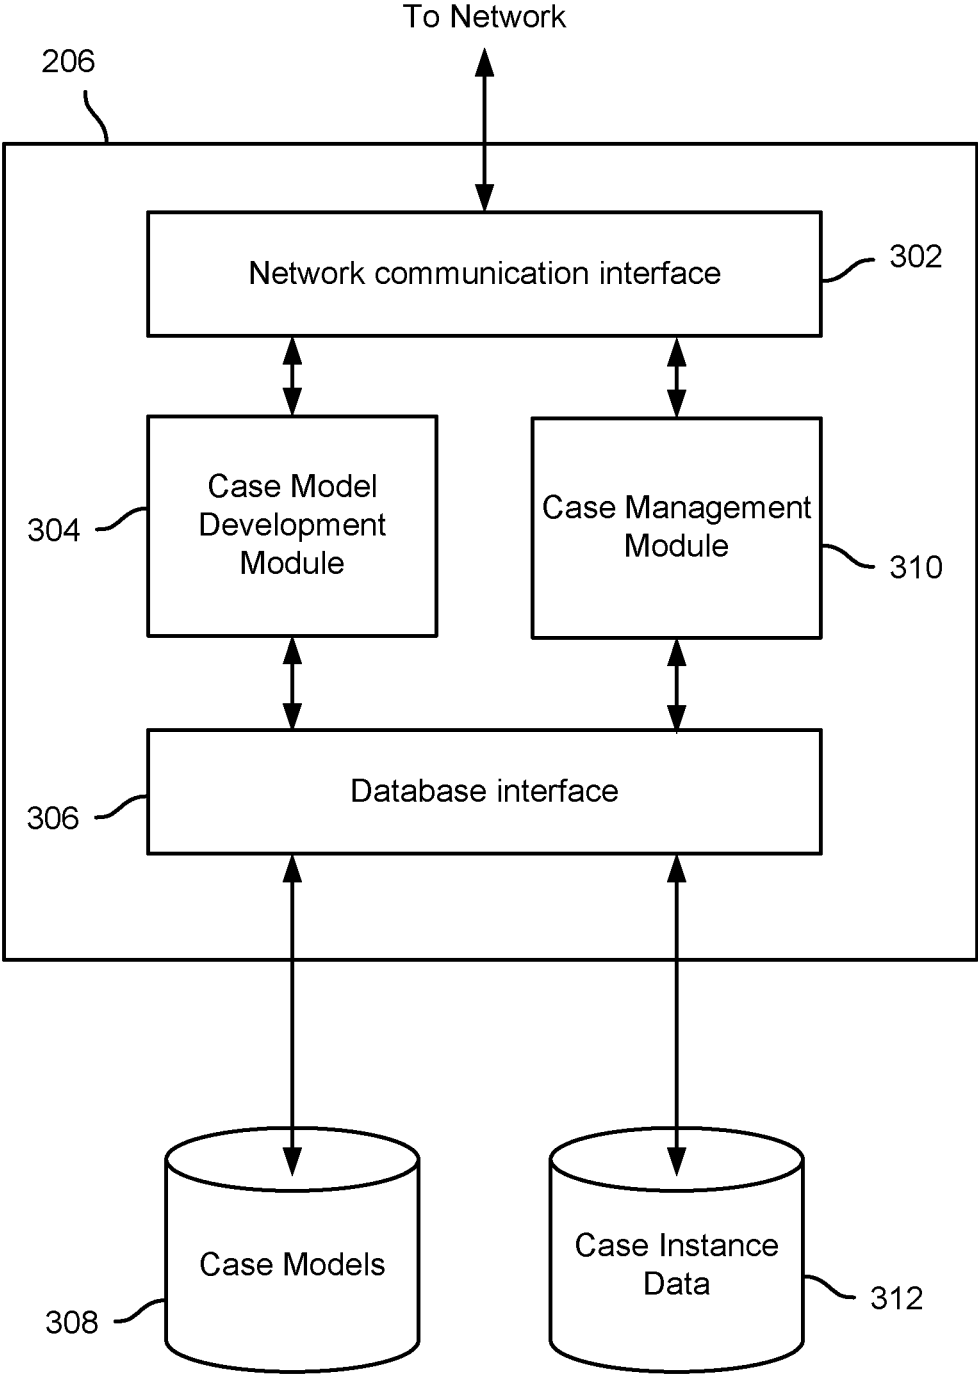 To Network
206
Network communication interface
302
Case Model
Development
Module
304
Case Management
Module
310
Database interface
306
Case Models
308
Case Instance
Data
312